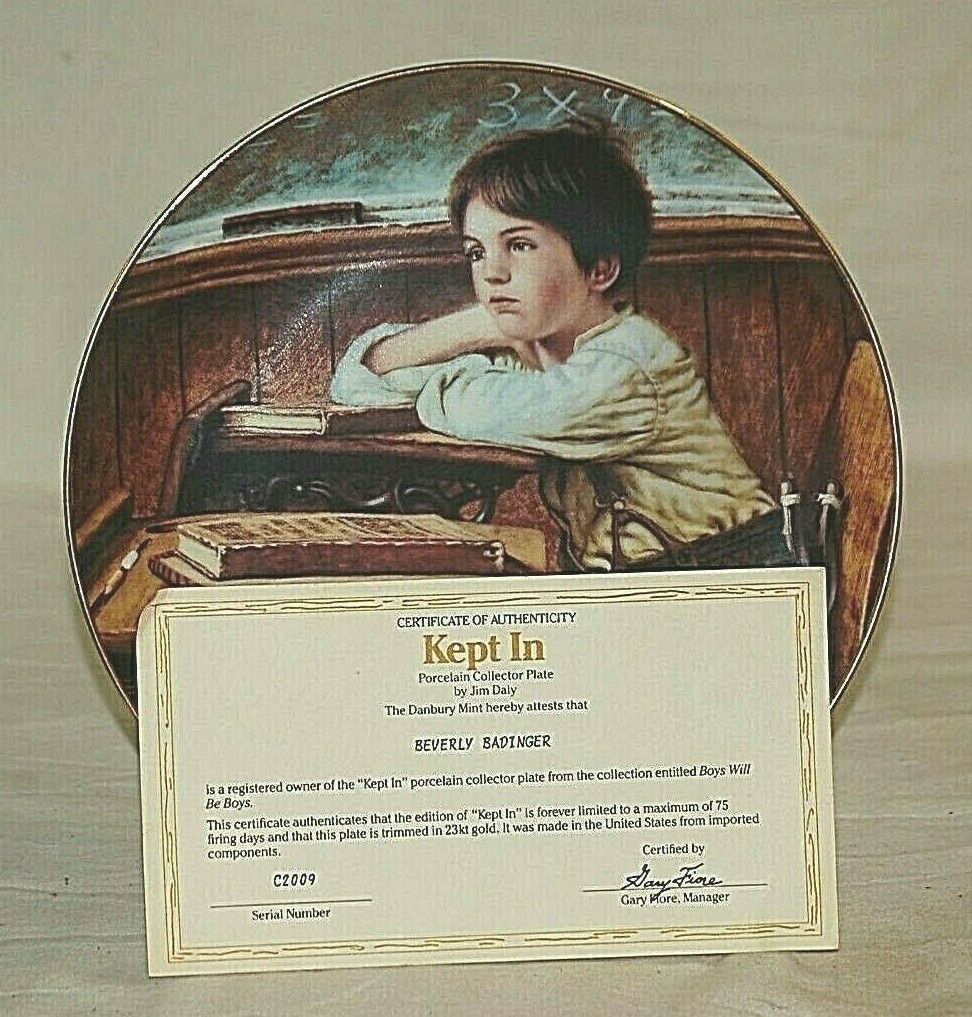 3 x 4 =
CERTIFICATE OF AUTHENTICITY
Kept In
Porcelain Collector Plate
by Jim Daly
The Danbury Mint hereby attests that
BEVERLY BADINGER
is a registered owner of the "Kept In" porcelain collector plate from the collection entitled Boys Will
Be Boys.
This certificate authenticates that the edition of "Kept In" is forever limited to a maximum of 75
firing days and that this plate is trimmed in 23kt gold. It was made in the United States from imported
components.
Certified by
C2009
Gary Fiore
Serial Number
Gary Fiore, Manager